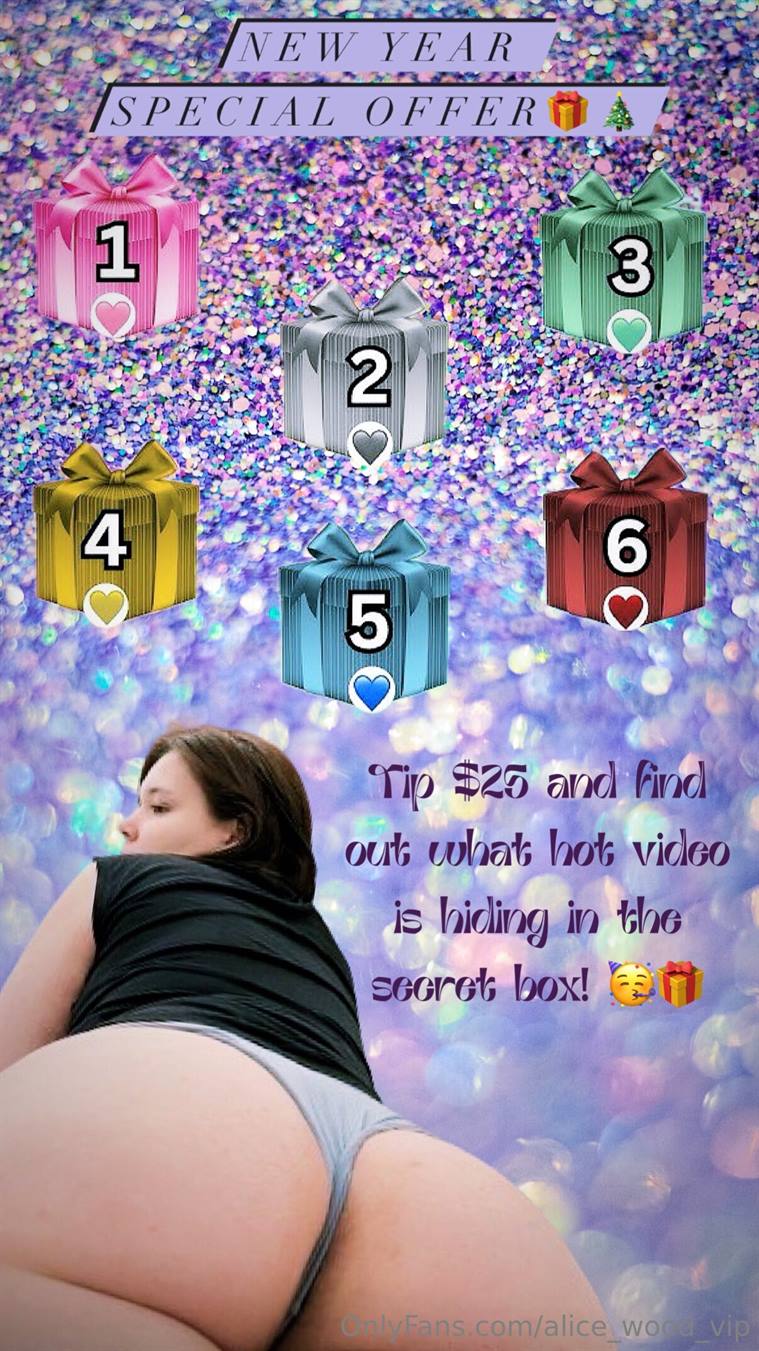 NEW YEAR
SPECIAL OFFER🎁🎄
1
3
2
4
6
5
Tip $25 and find
out what hot video
is hiding in the
secret box! 🥳🎁
OnlyFans.com/alice_wood_vip